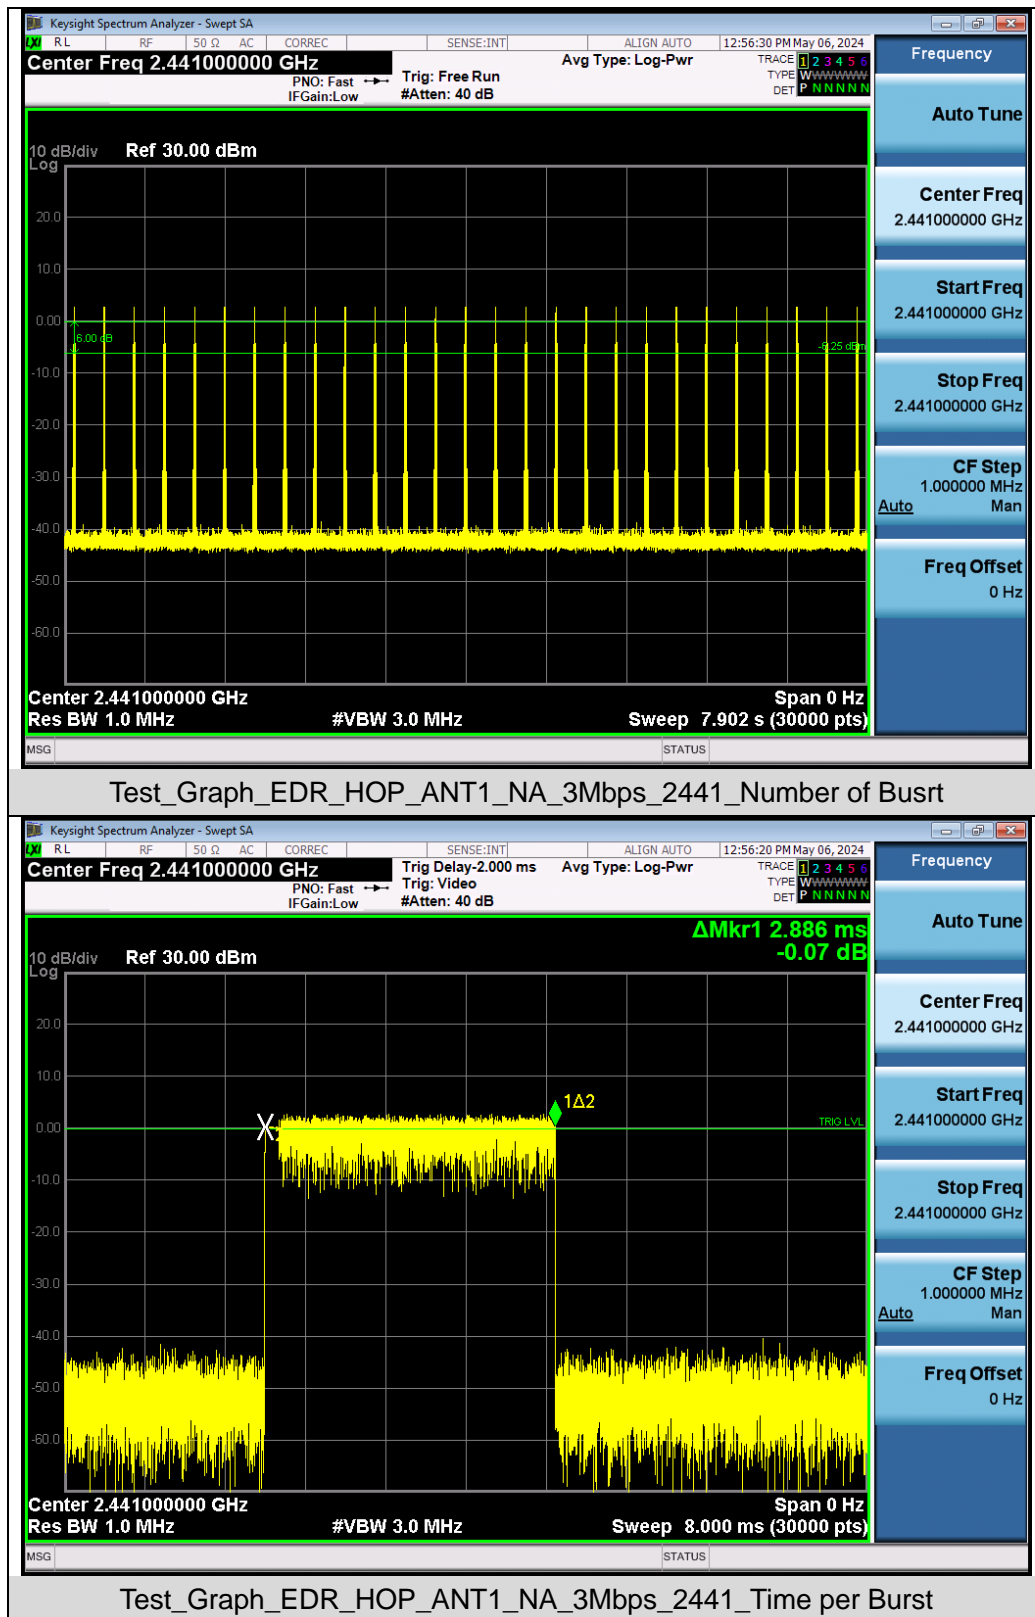 Keysight Spectrum Analyzer - Swept SA
LXI RL RF 50 Ω AC CORREC SENSE:INT ALIGN AUTO 12:56:30 PM May 06, 2024
Center Freq 2.441000000 GHz Avg Type: Log-Pwr TRACE 1 2 3 4 5 6
PNO: Fast Trig: Free Run TYPE WWWWWW
IFGain:Low #Atten: 40 dB DET P N N N N N
Frequency
Auto Tune
Center Freq
2.441000000 GHz
Start Freq
2.441000000 GHz
Stop Freq
2.441000000 GHz
CF Step
1.000000 MHz
Auto Man
Freq Offset
0 Hz
10 dB/div Ref 30.00 dBm
Log
20.0
10.0
0.00
6.00 dB
-6.25 dBm
-10.0
-20.0
-30.0
-40.0
-50.0
-60.0
Center 2.441000000 GHz Span 0 Hz
Res BW 1.0 MHz #VBW 3.0 MHz Sweep 7.902 s (30000 pts)
MSG STATUS
Test_Graph_EDR_HOP_ANT1_NA_3Mbps_2441_Number of Busrt
Keysight Spectrum Analyzer - Swept SA
LXI RL RF 50 Ω AC CORREC SENSE:INT ALIGN AUTO 12:56:20 PM May 06, 2024
Center Freq 2.441000000 GHz Trig Delay-2.000 ms Avg Type: Log-Pwr TRACE 1 2 3 4 5 6
PNO: Fast Trig: Video TYPE WWWWWW
IFGain:Low #Atten: 40 dB DET P N N N N N
Frequency
Auto Tune
Center Freq
2.441000000 GHz
Start Freq
2.441000000 GHz
Stop Freq
2.441000000 GHz
CF Step
1.000000 MHz
Auto Man
Freq Offset
0 Hz
ΔMkr1 2.886 ms
-0.07 dB
10 dB/div Ref 30.00 dBm
Log
20.0
10.0
1Δ2
0.00
TRIG LVL
-10.0
-20.0
-30.0
-40.0
-50.0
-60.0
Center 2.441000000 GHz Span 0 Hz
Res BW 1.0 MHz #VBW 3.0 MHz Sweep 8.000 ms (30000 pts)
MSG STATUS
Test_Graph_EDR_HOP_ANT1_NA_3Mbps_2441_Time per Burst